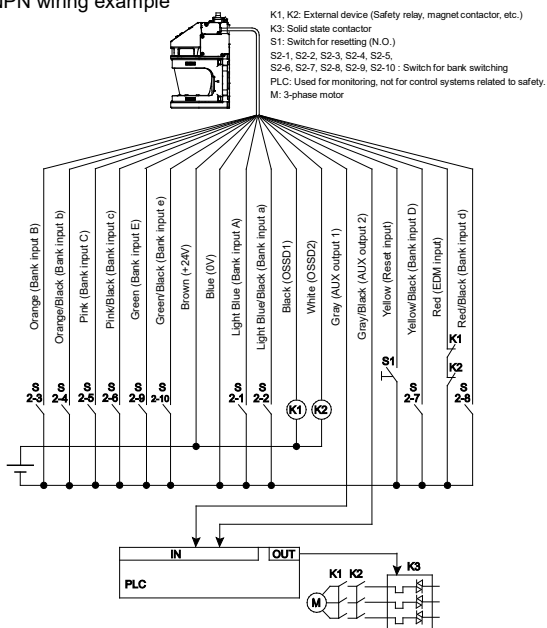 NPN wiring example
K1, K2: External device (Safety relay, magnet contactor, etc.)
K3: Solid state contactor
S1: Switch for resetting (N.O.)
S2-1, S2-2, S2-3, S2-4, S2-5,
S2-6, S2-7, S2-8, S2-9, S2-10 : Switch for bank switching
PLC: Used for monitoring, not for control systems related to safety.
M: 3-phase motor
Orange (Bank input B)
Orange/Black (Bank input b)
Pink (Bank input C)
Pink/Black (Bank input c)
Green (Bank input E)
Green/Black (Bank input e)
Brown (+24V)
Blue (0V)
Light Blue (Bank input A)
Light Blue/Black (Bank input a)
Black (OSSD1)
White (OSSD2)
Gray (AUX output 1)
Gray/Black (AUX output 2)
Yellow (Reset input)
Yellow/Black (Bank input D)
Red (EDM input)
Red/Black (Bank input d)
S
2-3
S
2-4
S
2-5
S
2-6
S
2-9
S
2-10
S
2-1
S
2-2
K1
K2
S1
S
2-7
K1
K2
S
2-8
IN
OUT
PLC
K1 K2
K3
M